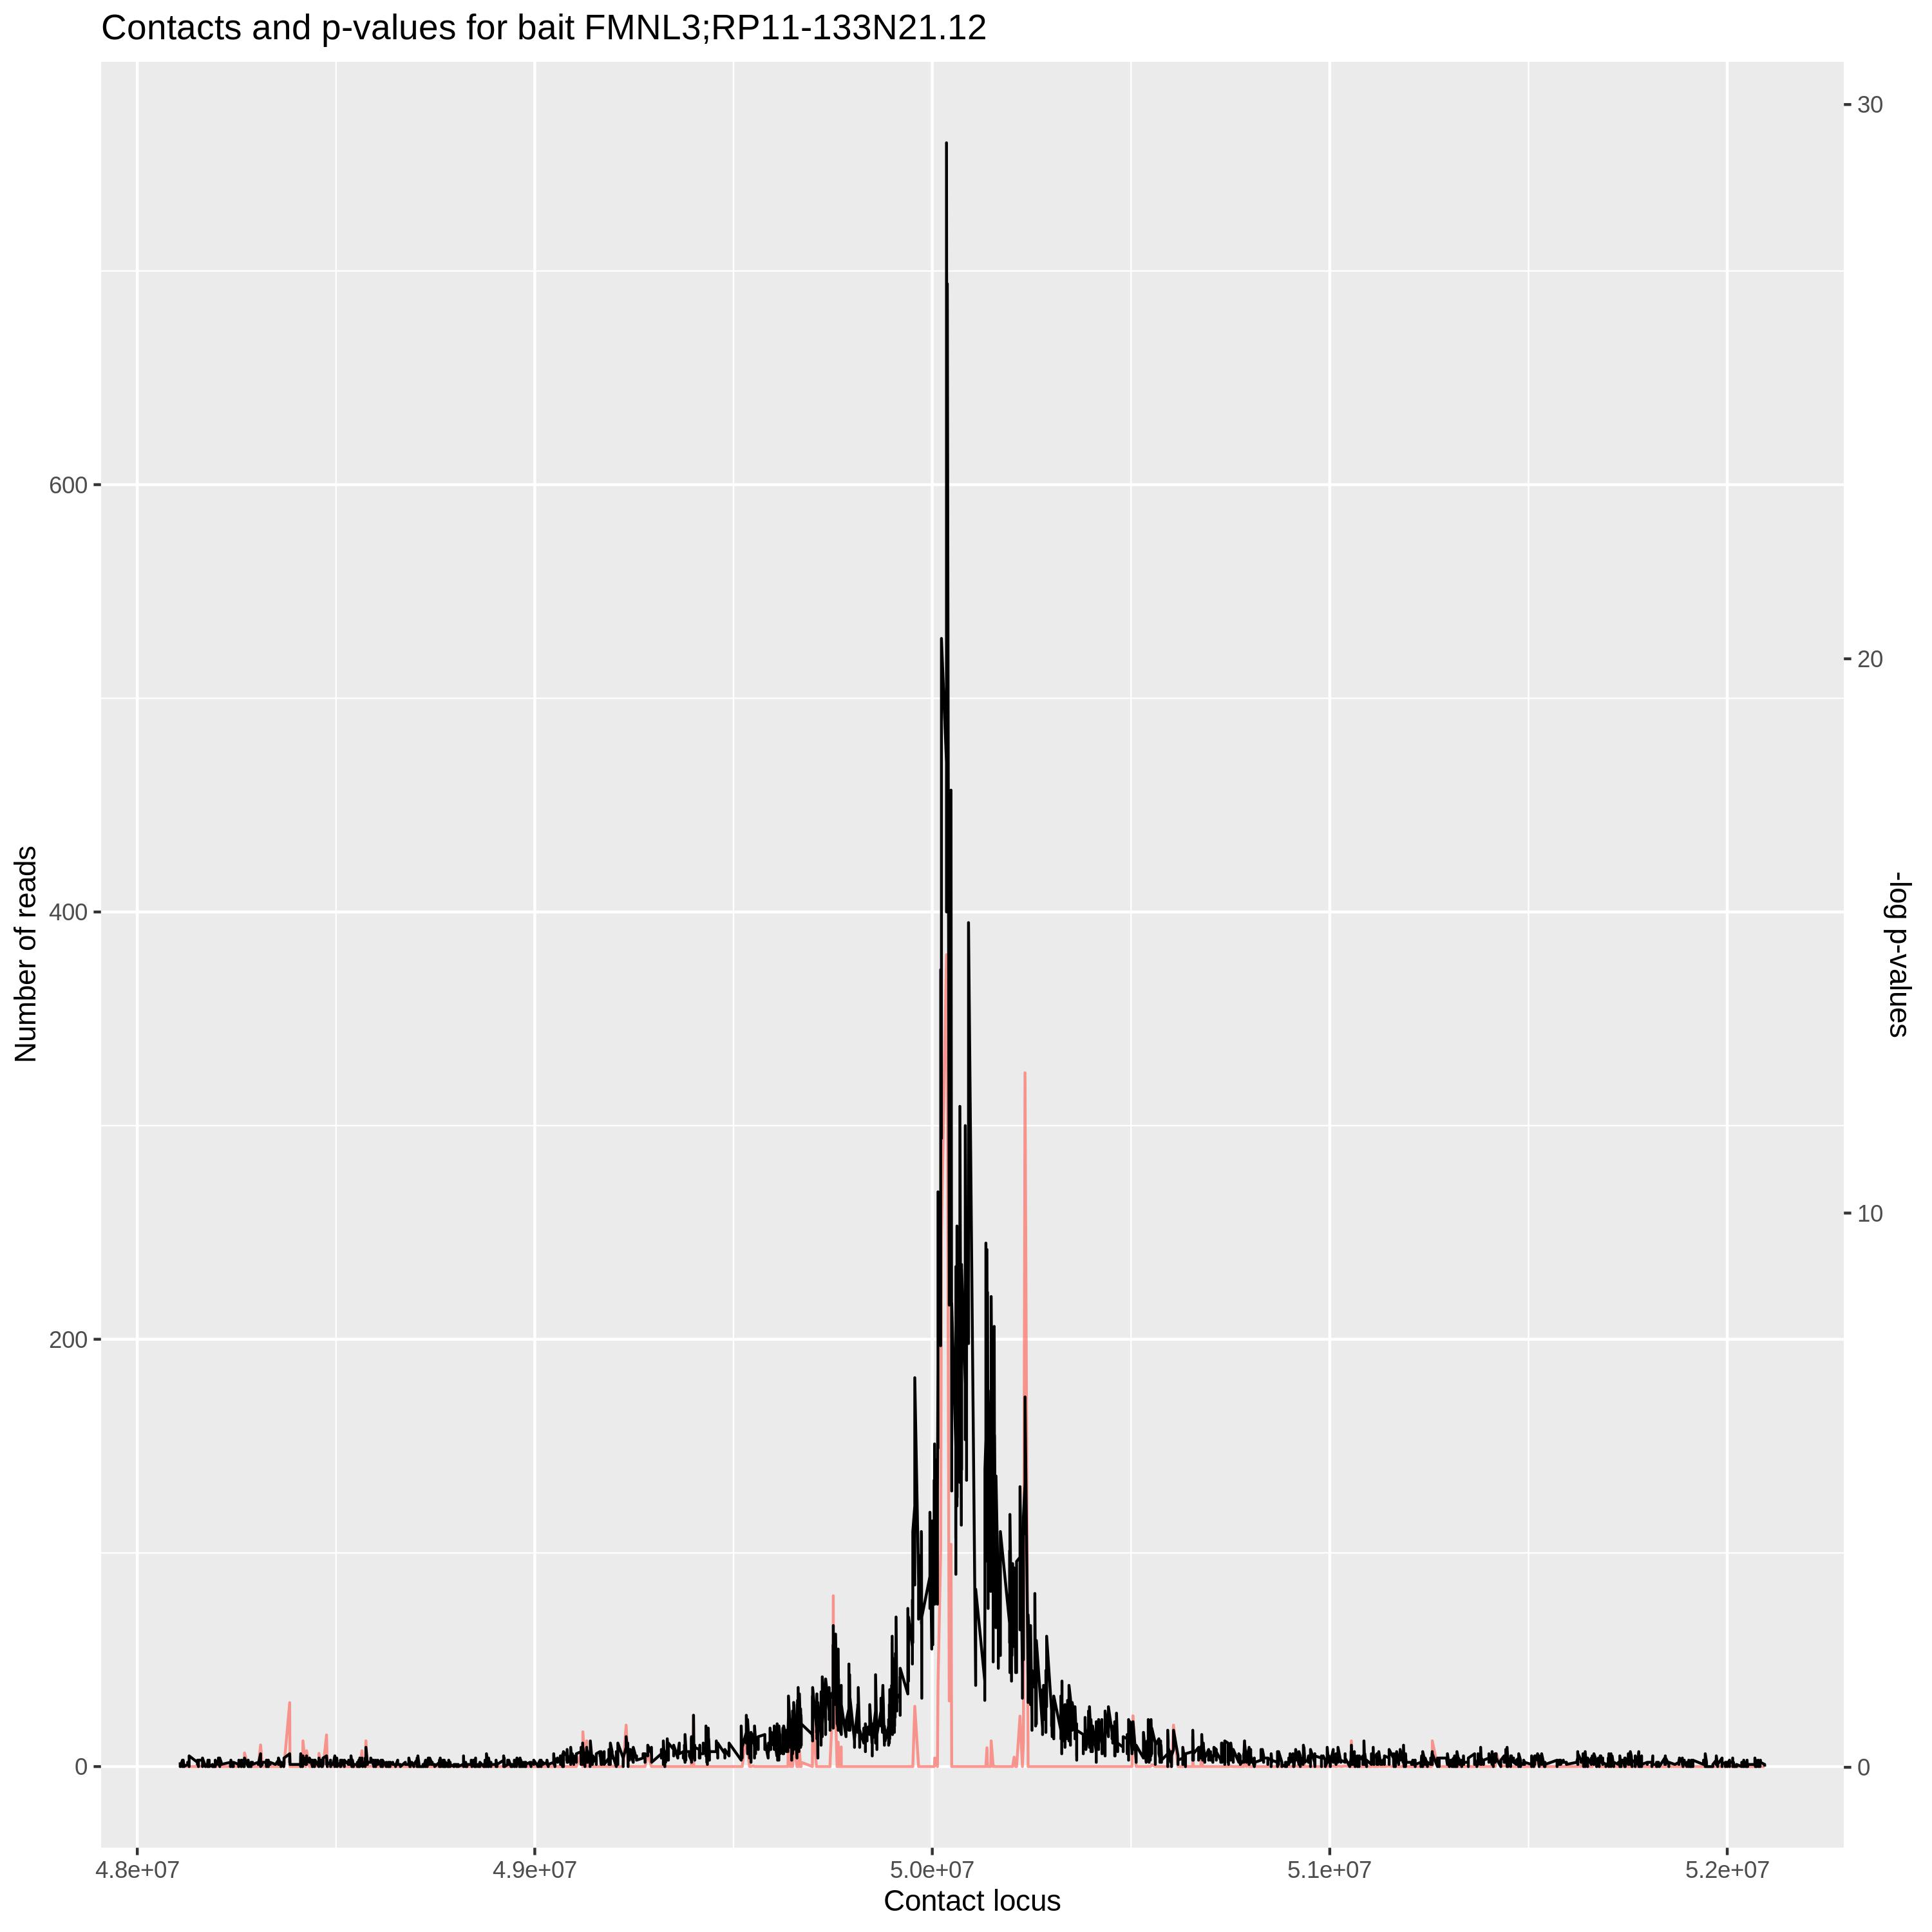 Contacts and p-values for bait FMNL3;RP11-133N21.12
30
600
20
400
Number of reads
-log p-values
10
200
0
0
4.8e+07 4.9e+07 5.0e+07 5.1e+07 5.2e+07
Contact locus